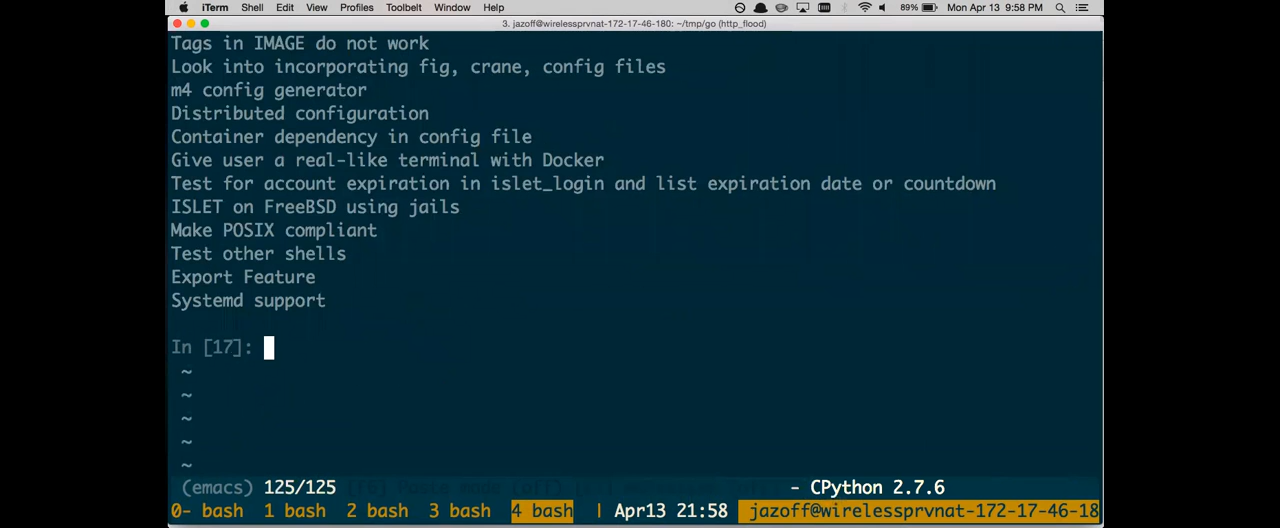 iTerm Shell Edit View Profiles Toolbelt Window Help 89% Mon Apr 13 9:58 PM
3. jazoff@wirelessprvnat-172-17-46-180: ~/tmp/go (http_flood)
Tags in IMAGE do not work
Look into incorporating fig, crane, config files
m4 config generator
Distributed configuration
Container dependency in config file
Give user a real-like terminal with Docker
Test for account expiration in islet_login and list expiration date or countdown
ISLET on FreeBSD using jails
Make POSIX compliant
Test other shells
Export Feature
Systemd support
In [17]:
~
~
~
~
~
(emacs) 125/125 - CPython 2.7.6
0- bash 1 bash 2 bash 3 bash 4 bash | Apr13 21:58 jazoff@wirelessprvnat-172-17-46-18